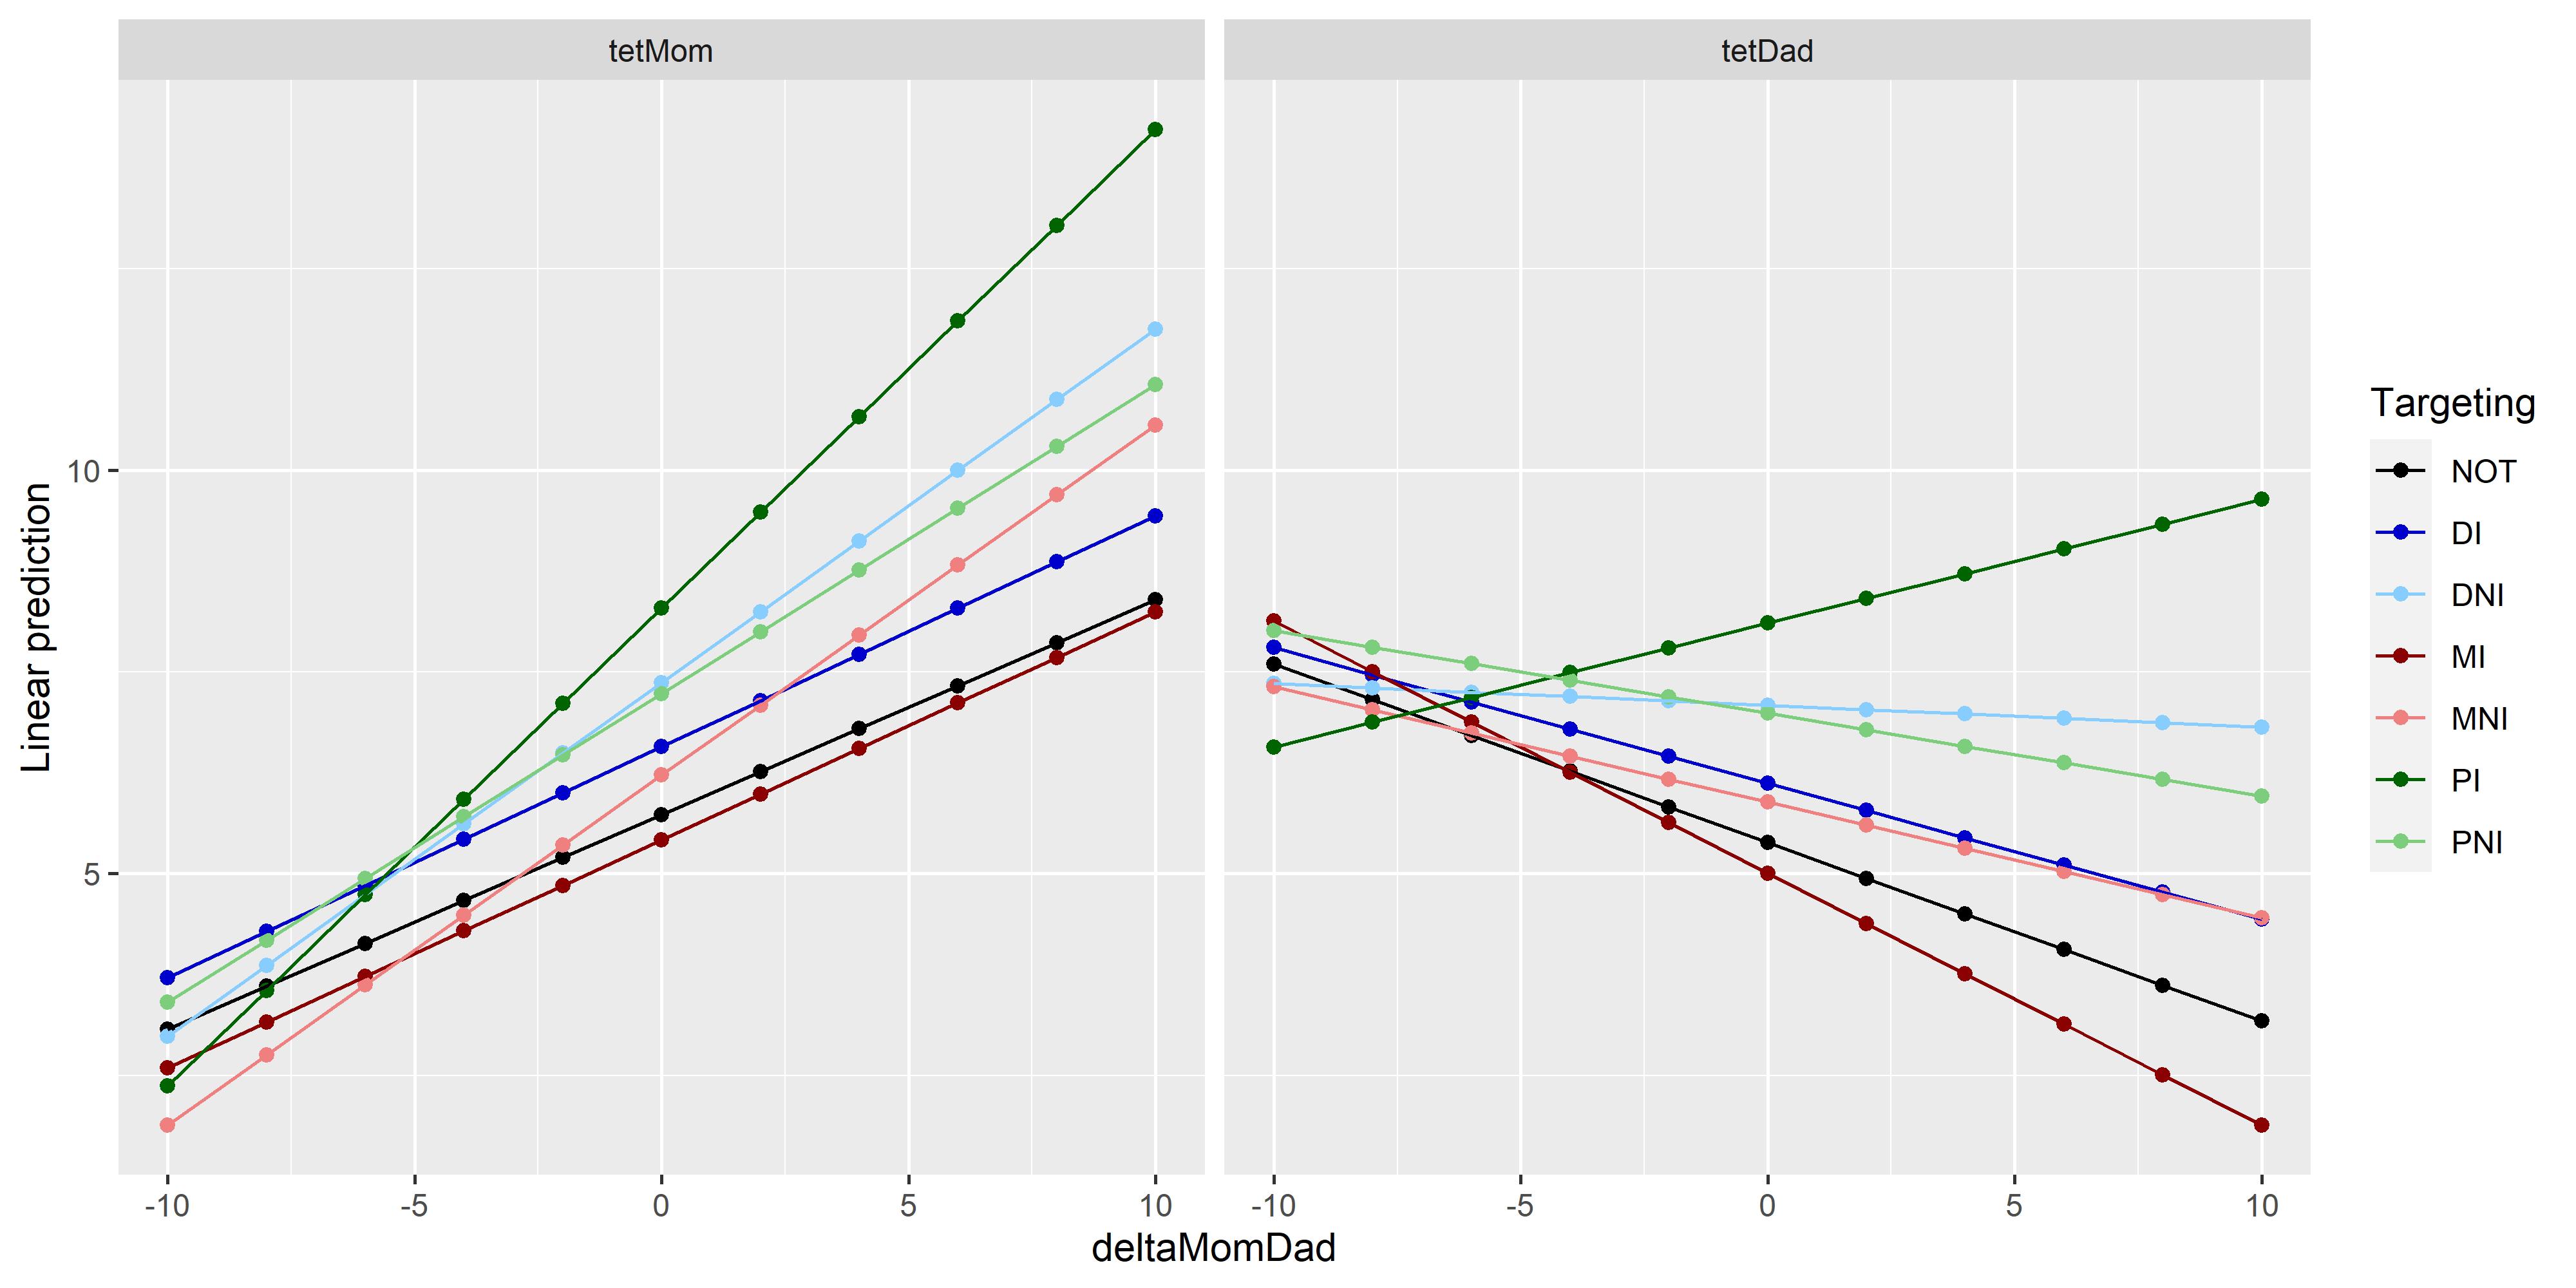 tetMom
tetDad
Linear prediction
10
5
-10
-5
0
5
10
-10
-5
0
5
10
deltaMomDad
Targeting
NOT
DI
DNI
MI
MNI
PI
PNI